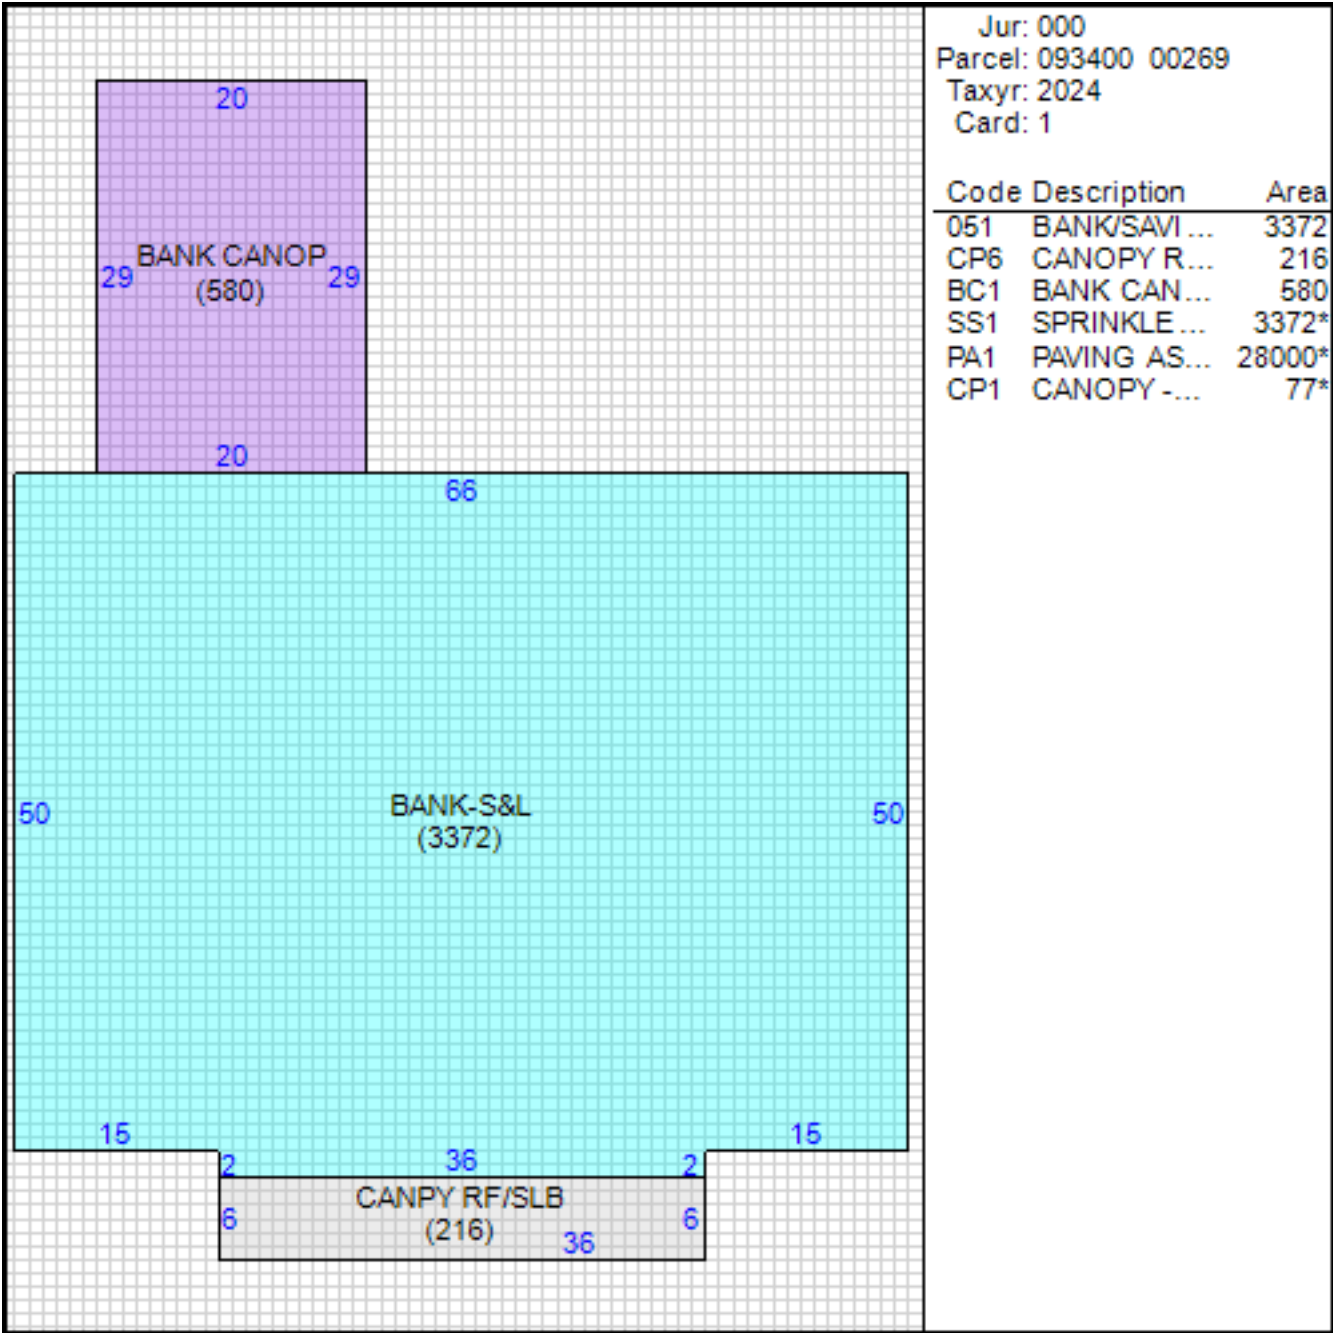 Jur: 000
Parcel: 093400 00269
Taxyr: 2024
Card: 1
Code Description Area
051 BANK/SAVI ... 3372
CP6 CANOPY R... 216
BC1 BANK CAN... 580
SS1 SPRINKLE ... 3372*
PA1 PAVING AS... 28000*
CP1 CANOPY -... 77*
20
BANK CANOP
29 29
(580)
20
66
BANK-S&L
50 50
(3372)
15 15
2 36 2
CANPY RF/SLB
6 6
(216)
36